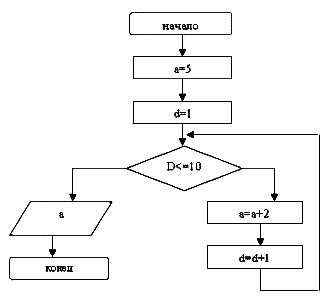 начало
a=5
d=1
D<=10
a
a=a+2
конец
d=d+1